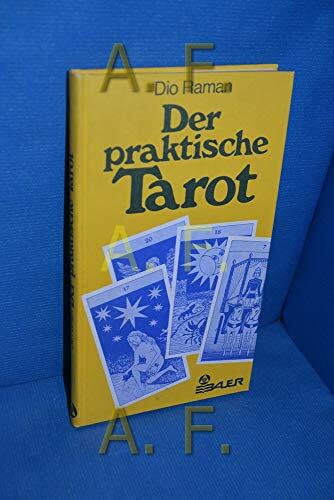 A. F.
Dio Raman
Der
praktische
Tarot
A. F.
20
18
17
7
BAUER
A. F.